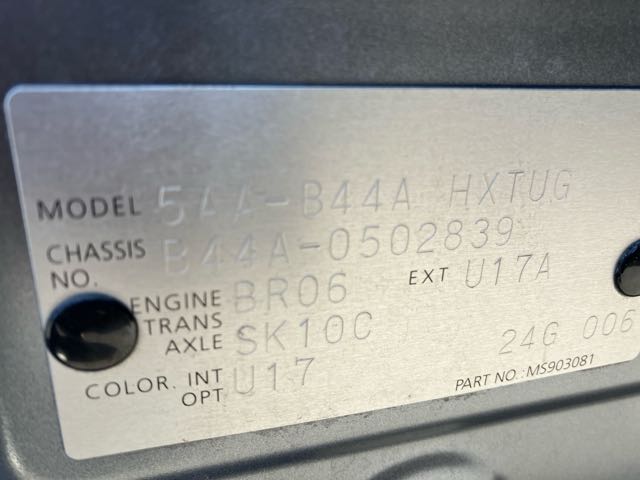 MODEL 5AA-B44A HXTUG
CHASSIS NO. B44A-0502839
ENGINE BR06 EXT U17A
TRANS AXLE SK10C
24G 006
COLOR. INT U17
OPT
PART NO.:MS903081